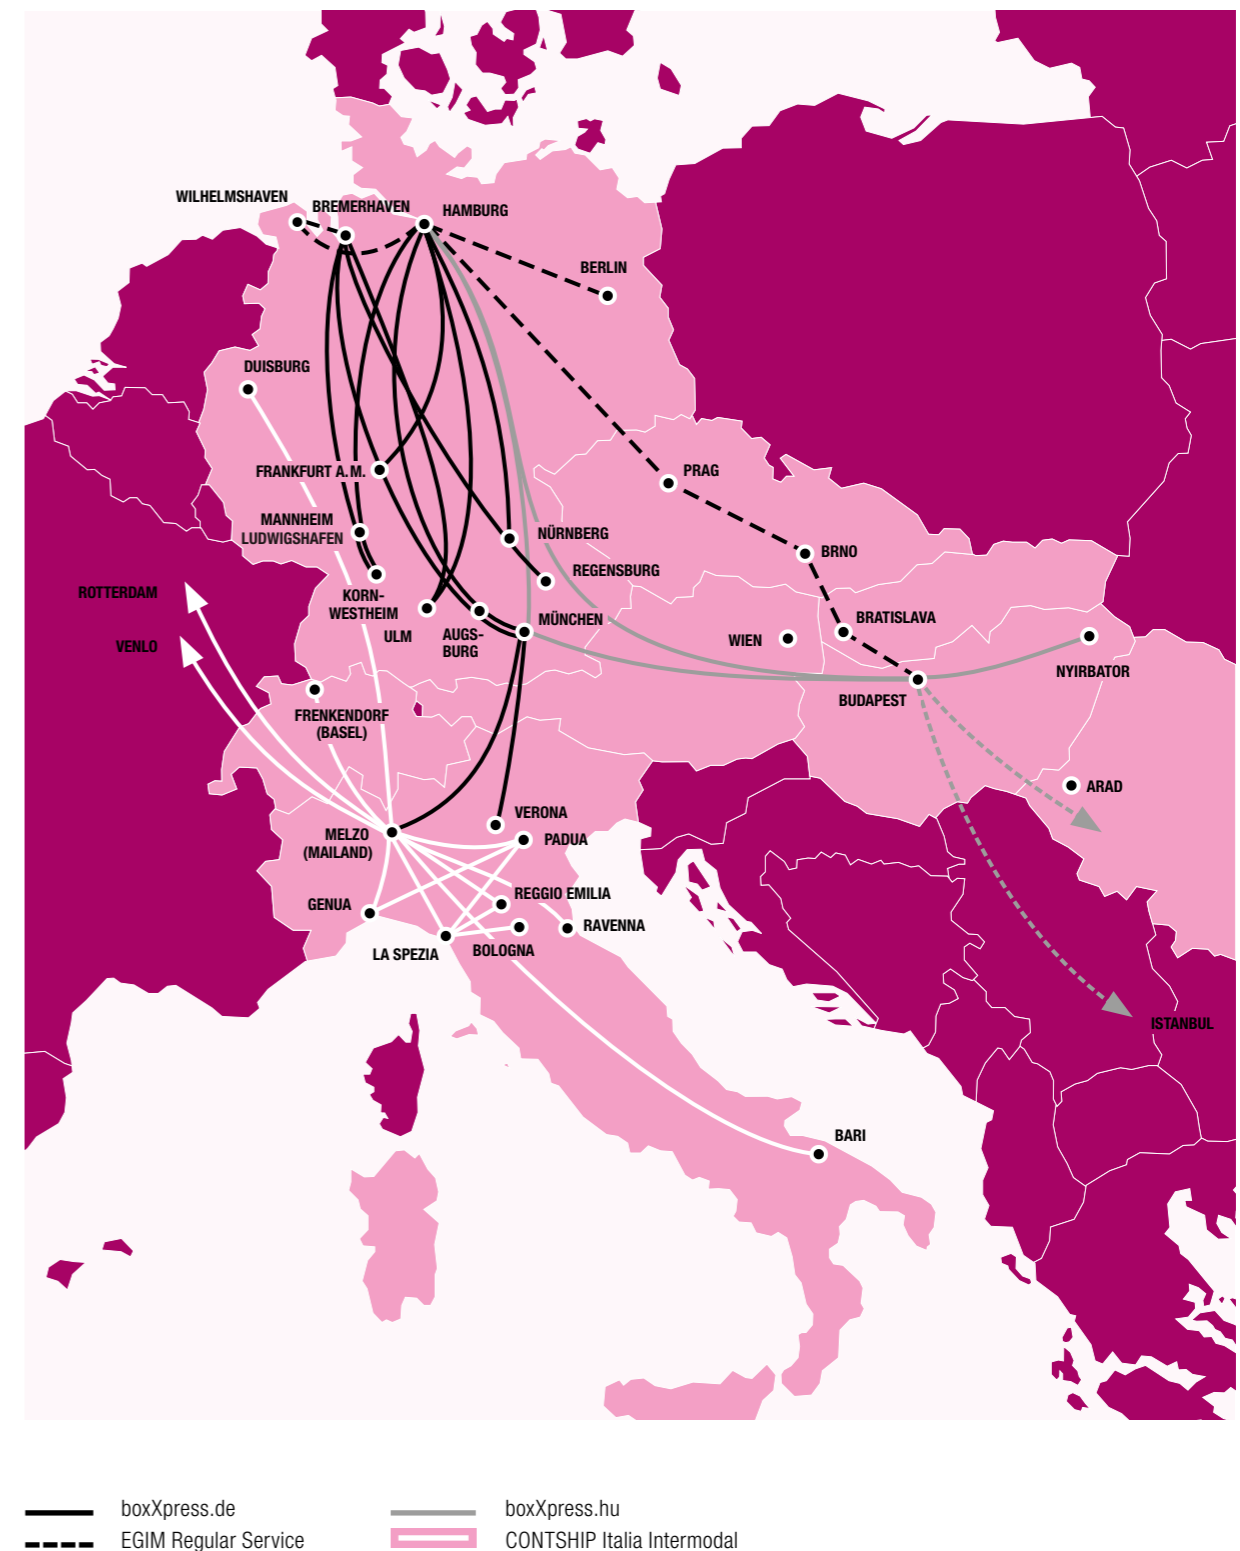 WILHELMSHAVEN
BREMERHAVEN
HAMBURG
BERLIN
DUISBURG
FRANKFURT A.M.
PRAG
MANNHEIM
LUDWIGSHAFEN
NÜRNBERG
BRNO
REGENSBURG
ROTTERDAM
KORN-
WESTHEIM
ULM
AUGS-
BURG
MÜNCHEN
BRATISLAVA
WIEN
VENLO
NYIRBATOR
BUDAPEST
FRENKENDORF
(BASEL)
ARAD
VERONA
MELZO
(MAILAND)
PADUA
REGGIO EMILIA
GENUA
RAVENNA
LA SPEZIA
BOLOGNA
ISTANBUL
BARI
boxXpress.de
EGIM Regular Service
boxXpress.hu
CONTSHIP Italia Intermodal